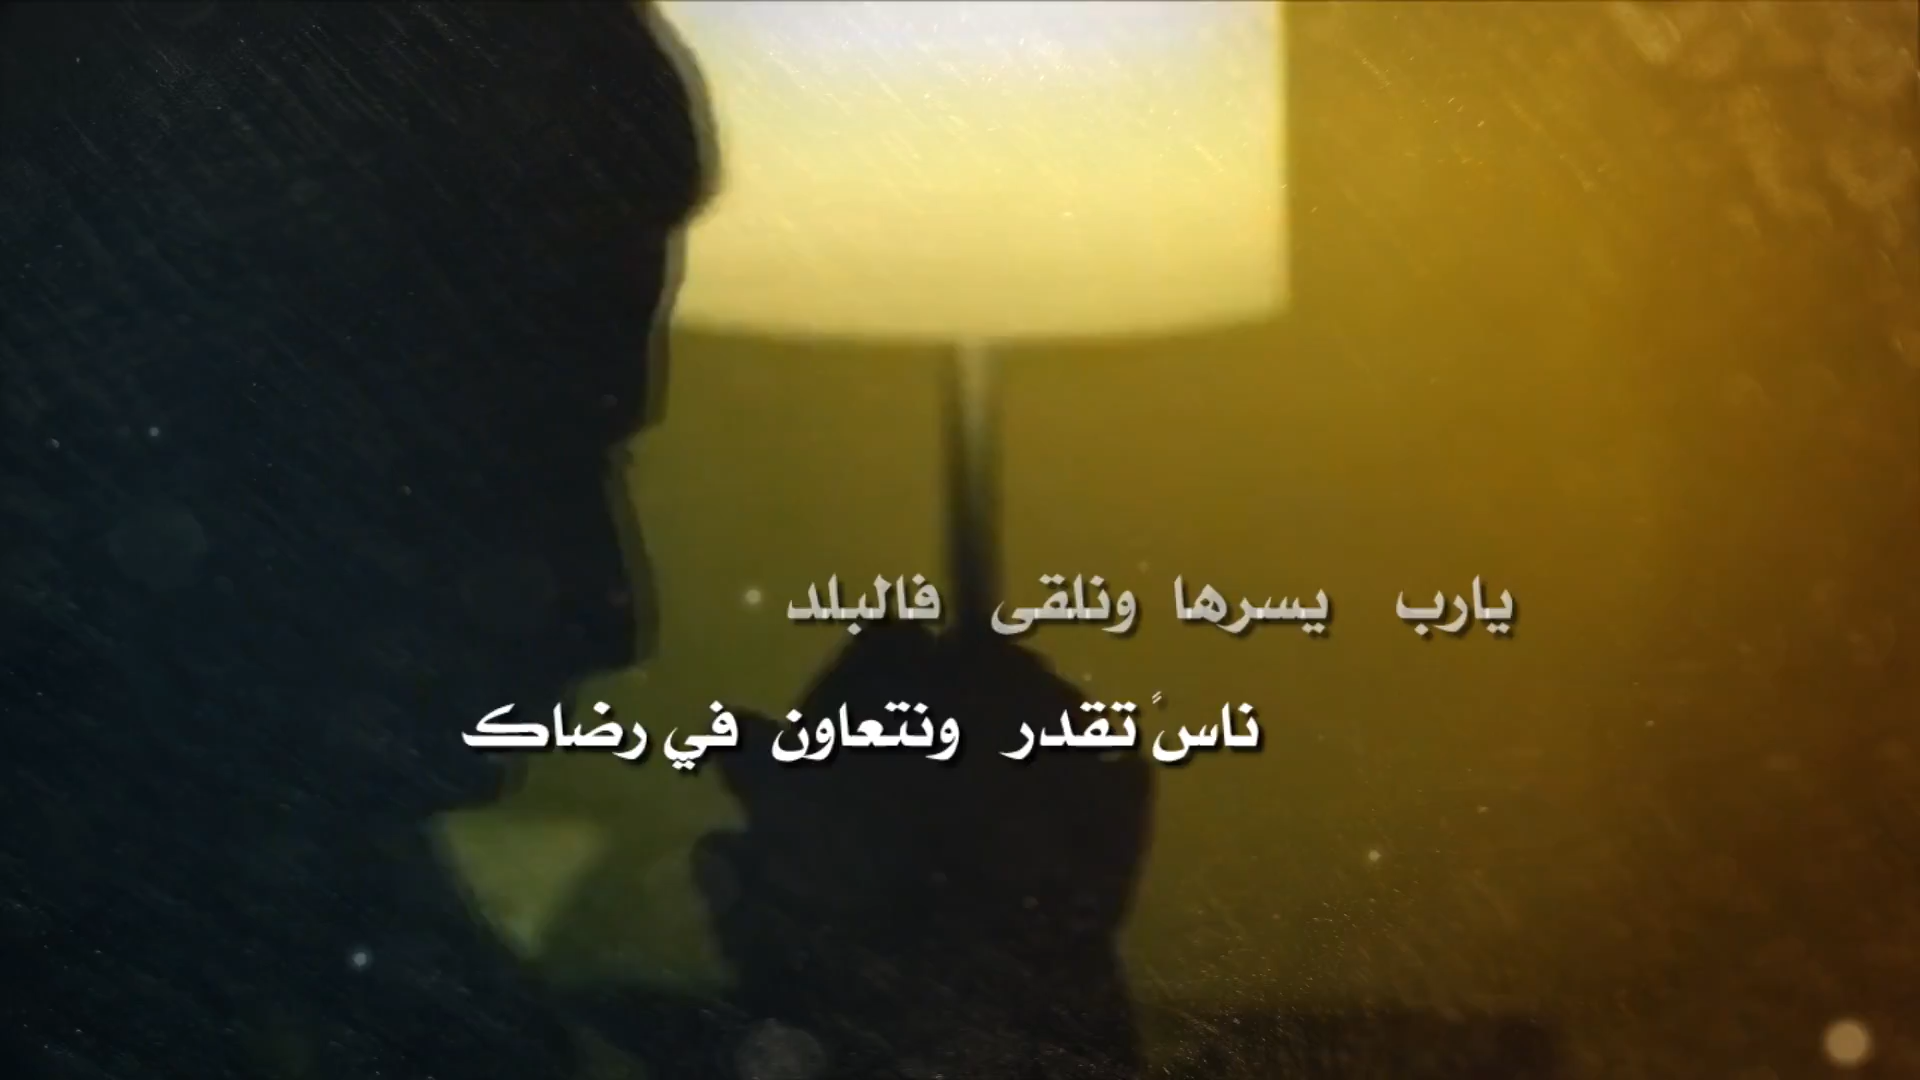 يارب يسرها ونلقى فالبلد
ناسً تقدر ونتعاون في رضاك